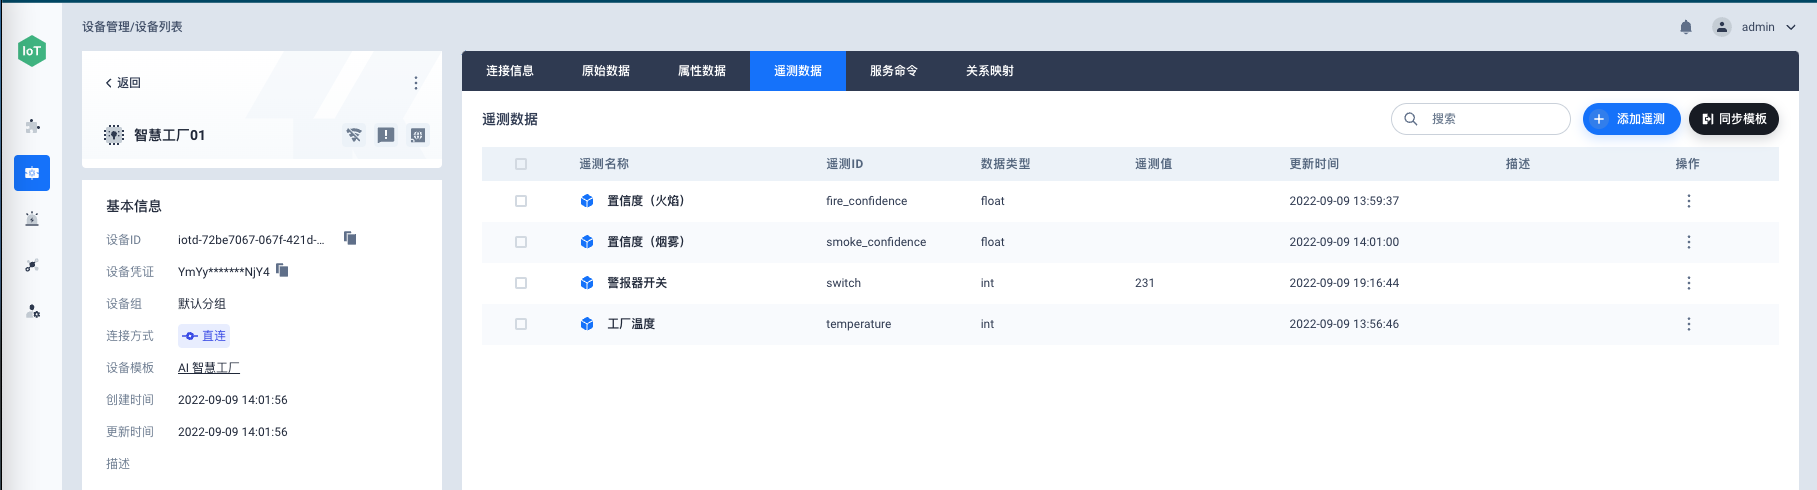 设备管理/设备列表
admin
IoT
返回
智慧工厂01
基本信息
设备ID iotd-72be7067-067f-421d-...
设备凭证 YmYy*******NjY4
设备组 默认分组
连接方式 直连
设备模板 AI 智慧工厂
创建时间 2022-09-09 14:01:56
更新时间 2022-09-09 14:01:56
描述
连接信息 原始数据 属性数据 遥测数据 服务命令 关系映射
遥测数据 搜索 添加遥测 同步模板
遥测名称 遥测ID 数据类型 遥测值 更新时间 描述 操作
置信度（火焰） fire_confidence float 2022-09-09 13:59:37
置信度（烟雾） smoke_confidence float 2022-09-09 14:01:00
警报器开关 switch int 231 2022-09-09 19:16:44
工厂温度 temperature int 2022-09-09 13:56:46